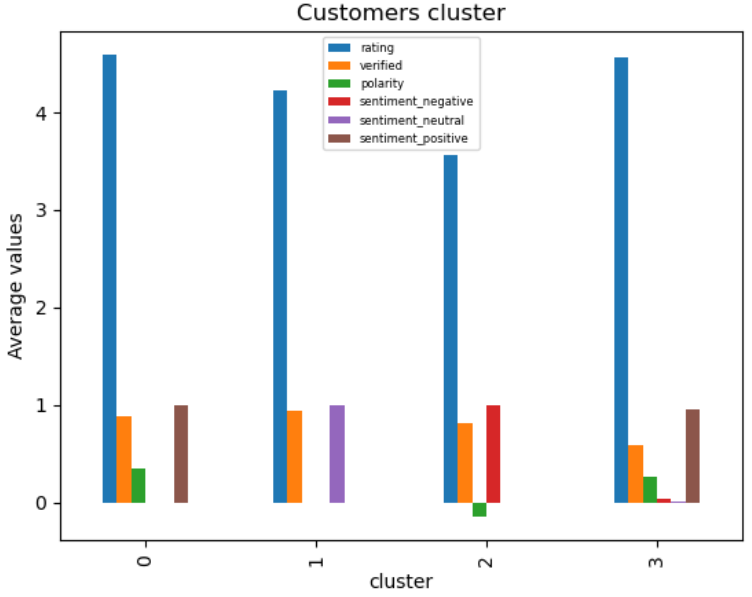 Customers cluster
rating
verified
polarity
sentiment_negative
sentiment_neutral
sentiment_positive
Average values
4
3
2
1
0
0
1
2
3
cluster